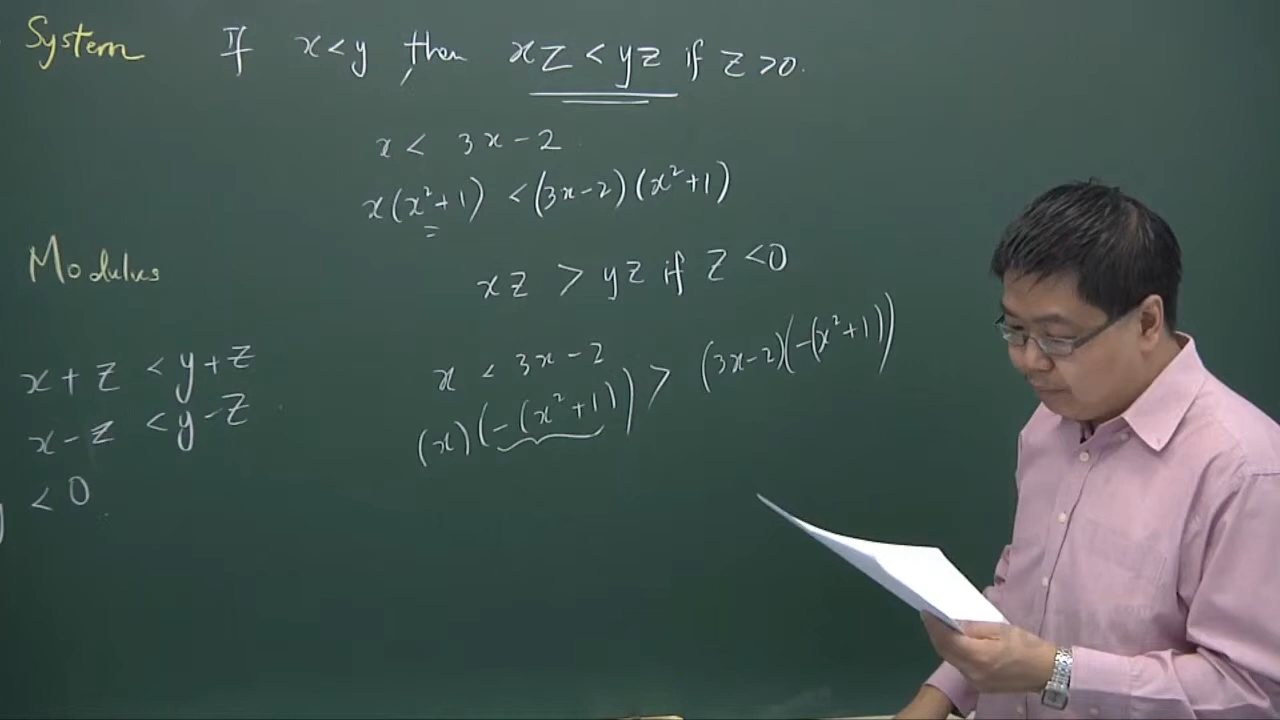 System
If x < y, then xz < yz if z > 0.
x < 3x - 2
x(x² + 1) < (3x - 2)(x² + 1)
Modulus
xz > yz if z < 0
x + z < y + z
x - z < y - z
< 0
x < 3x - 2
(x)(-(x² + 1)) > (3x - 2)(-(x² + 1))